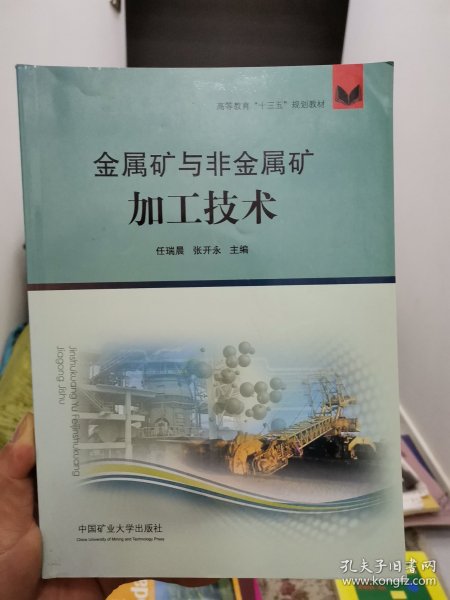 高等教育“十三五”规划教材
金属矿与非金属矿
加工技术
任瑞晨 张开永 主编
Jinshukuang Yu Feijinshukuang
Jiagong Jishu
中国矿业大学出版社
China University of Mining and Technology Press
孔夫子旧书网
www.kongfz.com